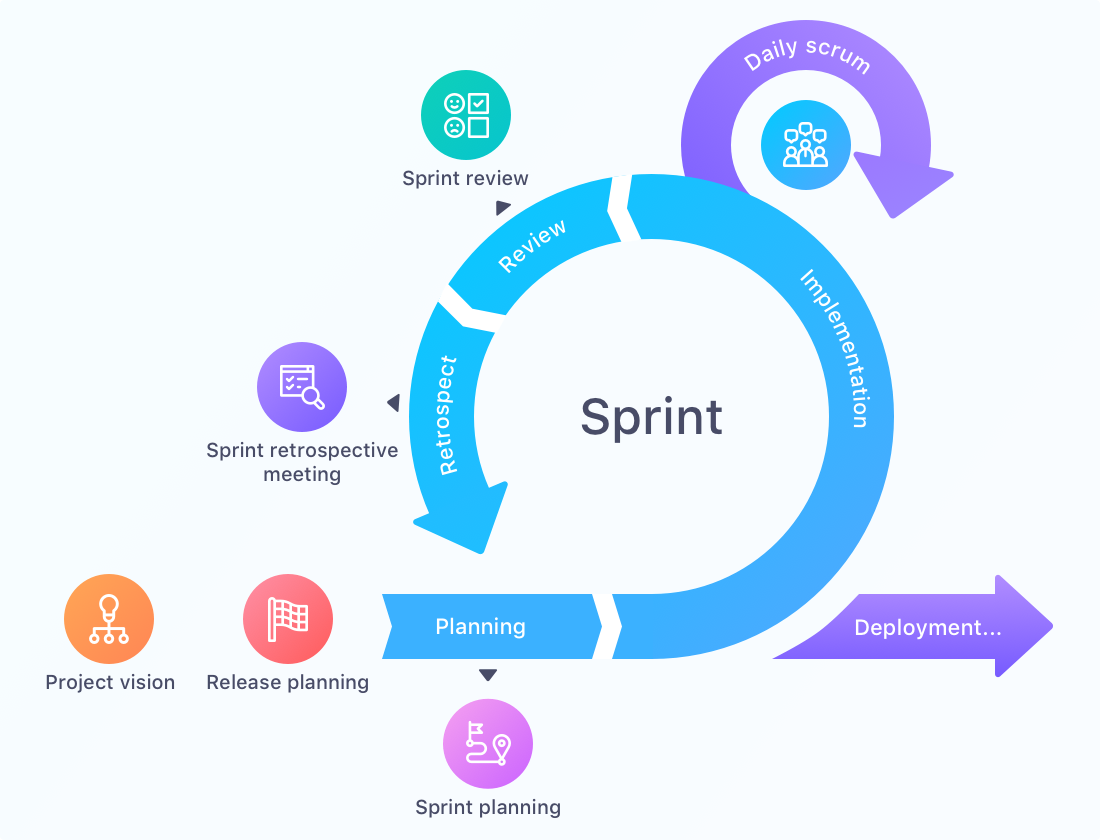 Daily scrum
Sprint review
Review
Implementation
Retrospect
Sprint
Sprint retrospective
meeting
Planning
Deployment...
Project vision
Release planning
Sprint planning